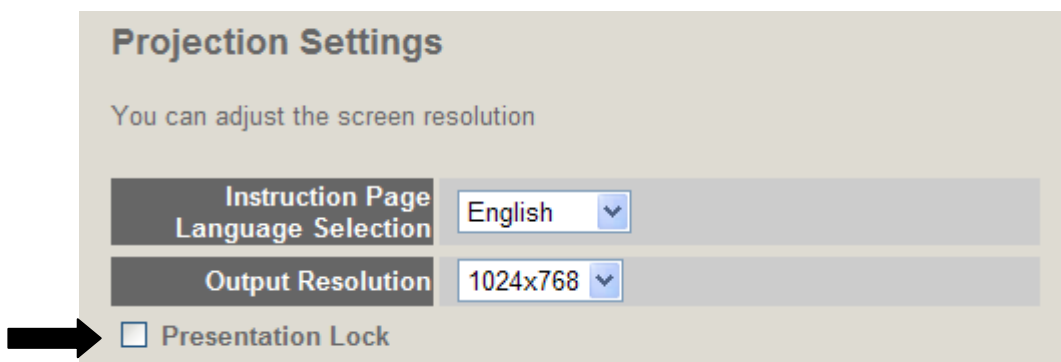 Projection Settings
You can adjust the screen resolution
Instruction Page
Language Selection
English
Output Resolution
1024x768
Presentation Lock